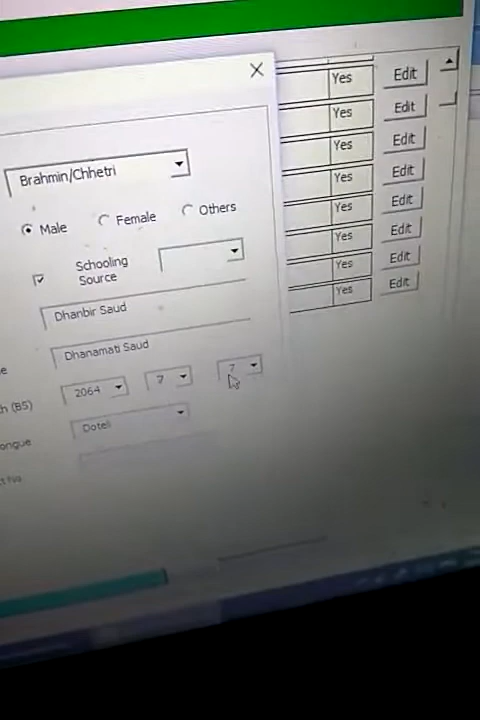 Brahmin/Chhetri
Male Female Others
Schooling Source
Dhanbir Saud
Dhanamati Saud
(BS) 2064 7 7
Doteli
Yes Edit
Yes Edit
Yes Edit
Yes Edit
Yes Edit
Yes Edit
Yes Edit
Yes Edit